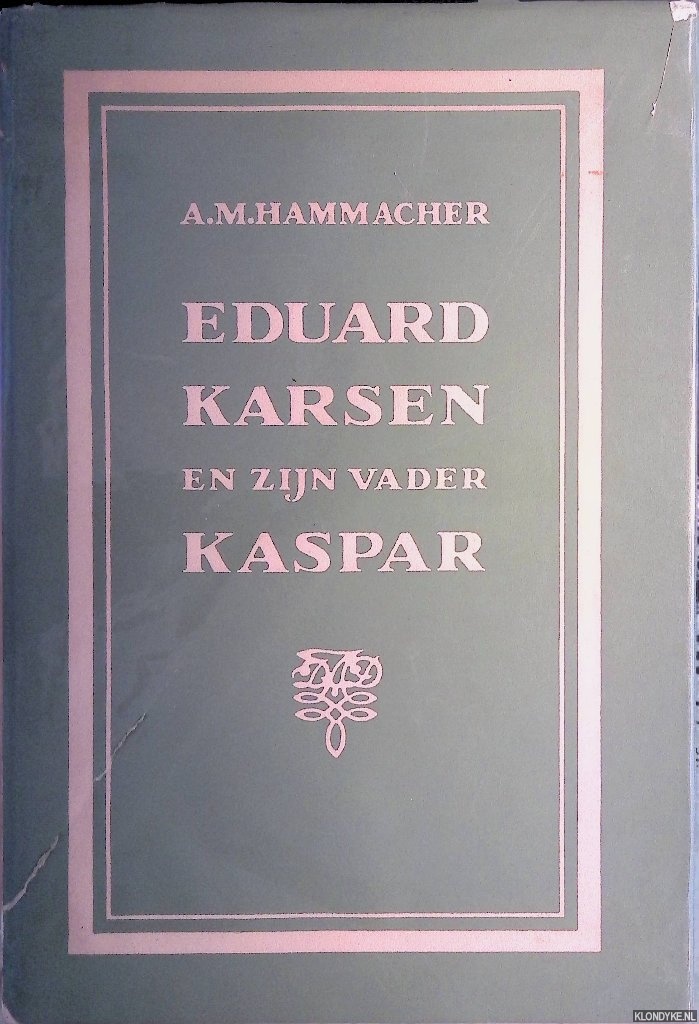 A.M.HAMMACHER
EDUARD
KARSEN
EN ZIJN VADER
KASPAR
KLONDYKE.NL